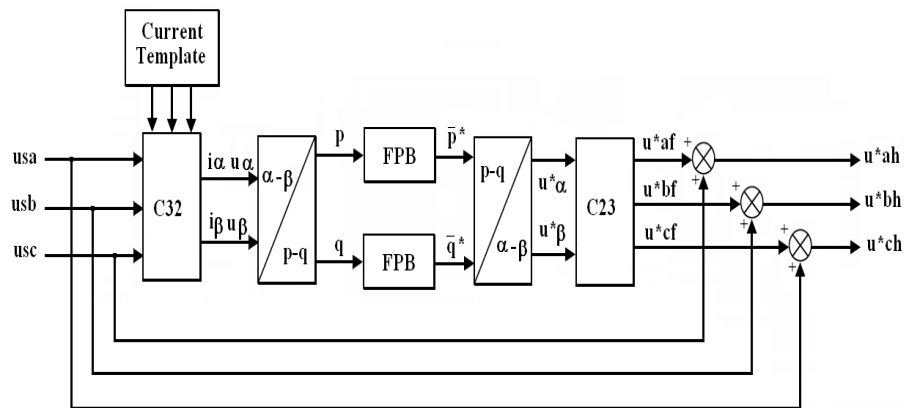 Current
Template
usa
usb
usc
C32
iα uα
iβ uβ
α-β
p-q
p
q
FPB
FPB
p̄*
q̄*
p-q
α-β
u*α
u*β
C23
u*af
u*bf
u*cf
+
+
+
+
+
+
u*ah
u*bh
u*ch